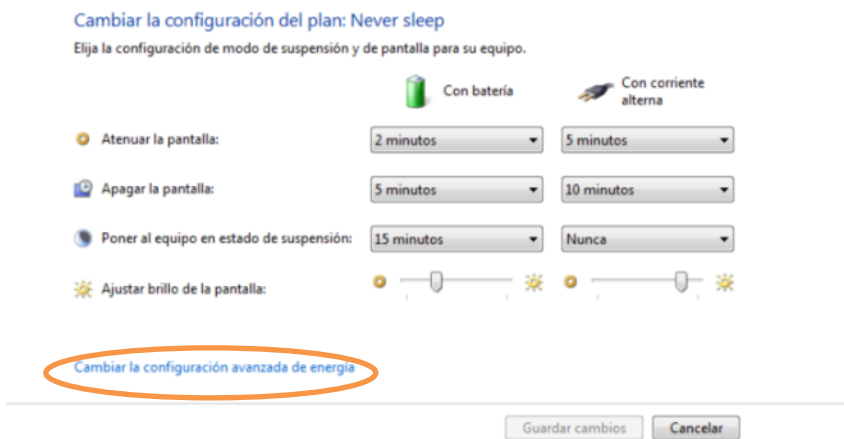 Cambiar la configuración del plan: Never sleep
Elija la configuración de modo de suspensión y de pantalla para su equipo.
Con batería
Con corriente
alterna
Atenuar la pantalla:
2 minutos
5 minutos
Apagar la pantalla:
5 minutos
10 minutos
Poner al equipo en estado de suspensión:
15 minutos
Nunca
Ajustar brillo de la pantalla:
Cambiar la configuración avanzada de energía
Guardar cambios
Cancelar